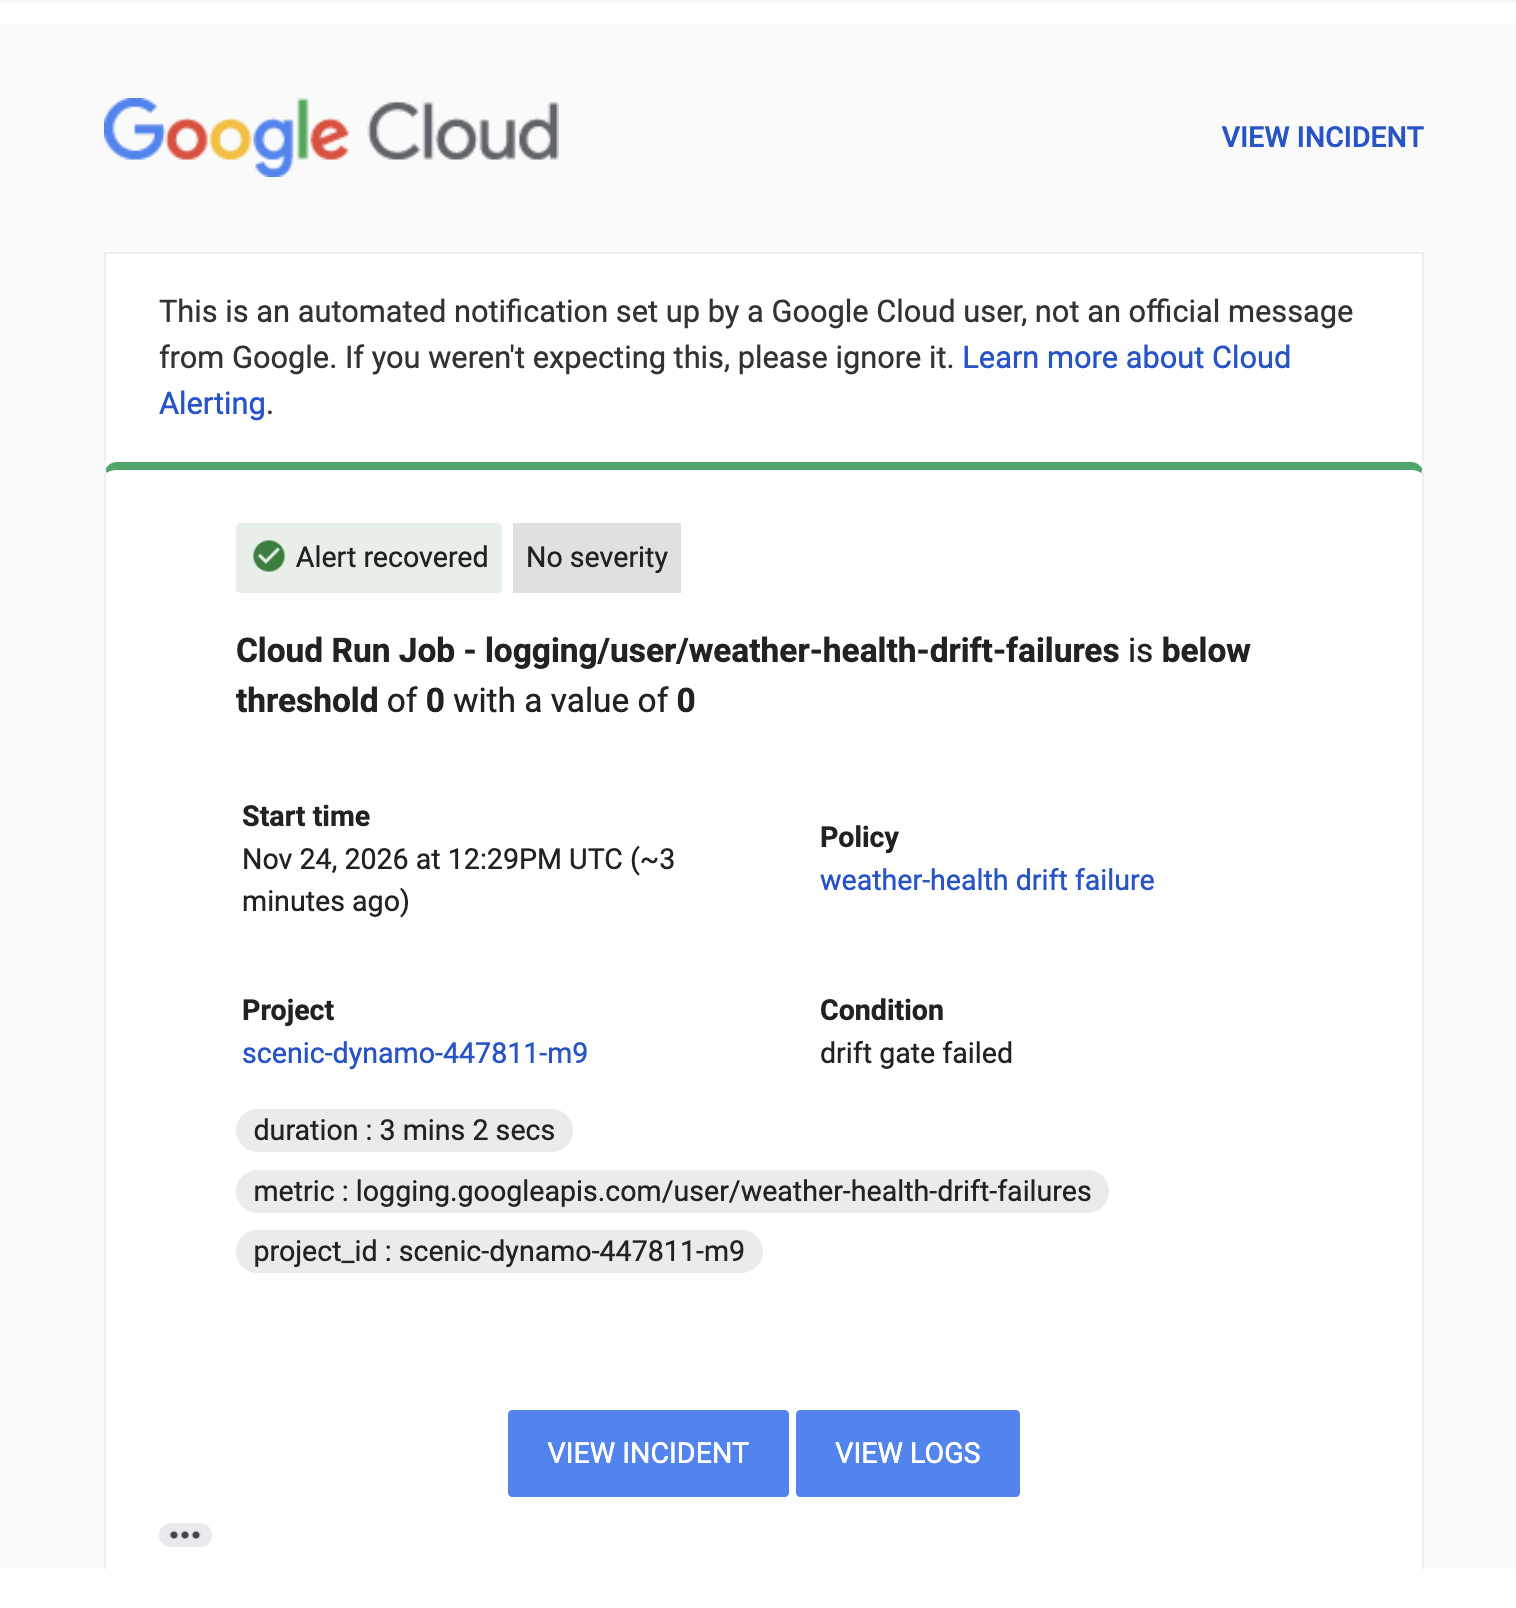 Google Cloud
VIEW INCIDENT
This is an automated notification set up by a Google Cloud user, not an official message
from Google. If you weren't expecting this, please ignore it. Learn more about Cloud
Alerting.
Alert recovered
No severity
Cloud Run Job - logging/user/weather-health-drift-failures is below
threshold of 0 with a value of 0
Start time
Nov 24, 2026 at 12:29PM UTC (~3
minutes ago)
Policy
weather-health drift failure
Project
scenic-dynamo-447811-m9
Condition
drift gate failed
duration : 3 mins 2 secs
metric : logging.googleapis.com/user/weather-health-drift-failures
project_id : scenic-dynamo-447811-m9
VIEW INCIDENT
VIEW LOGS